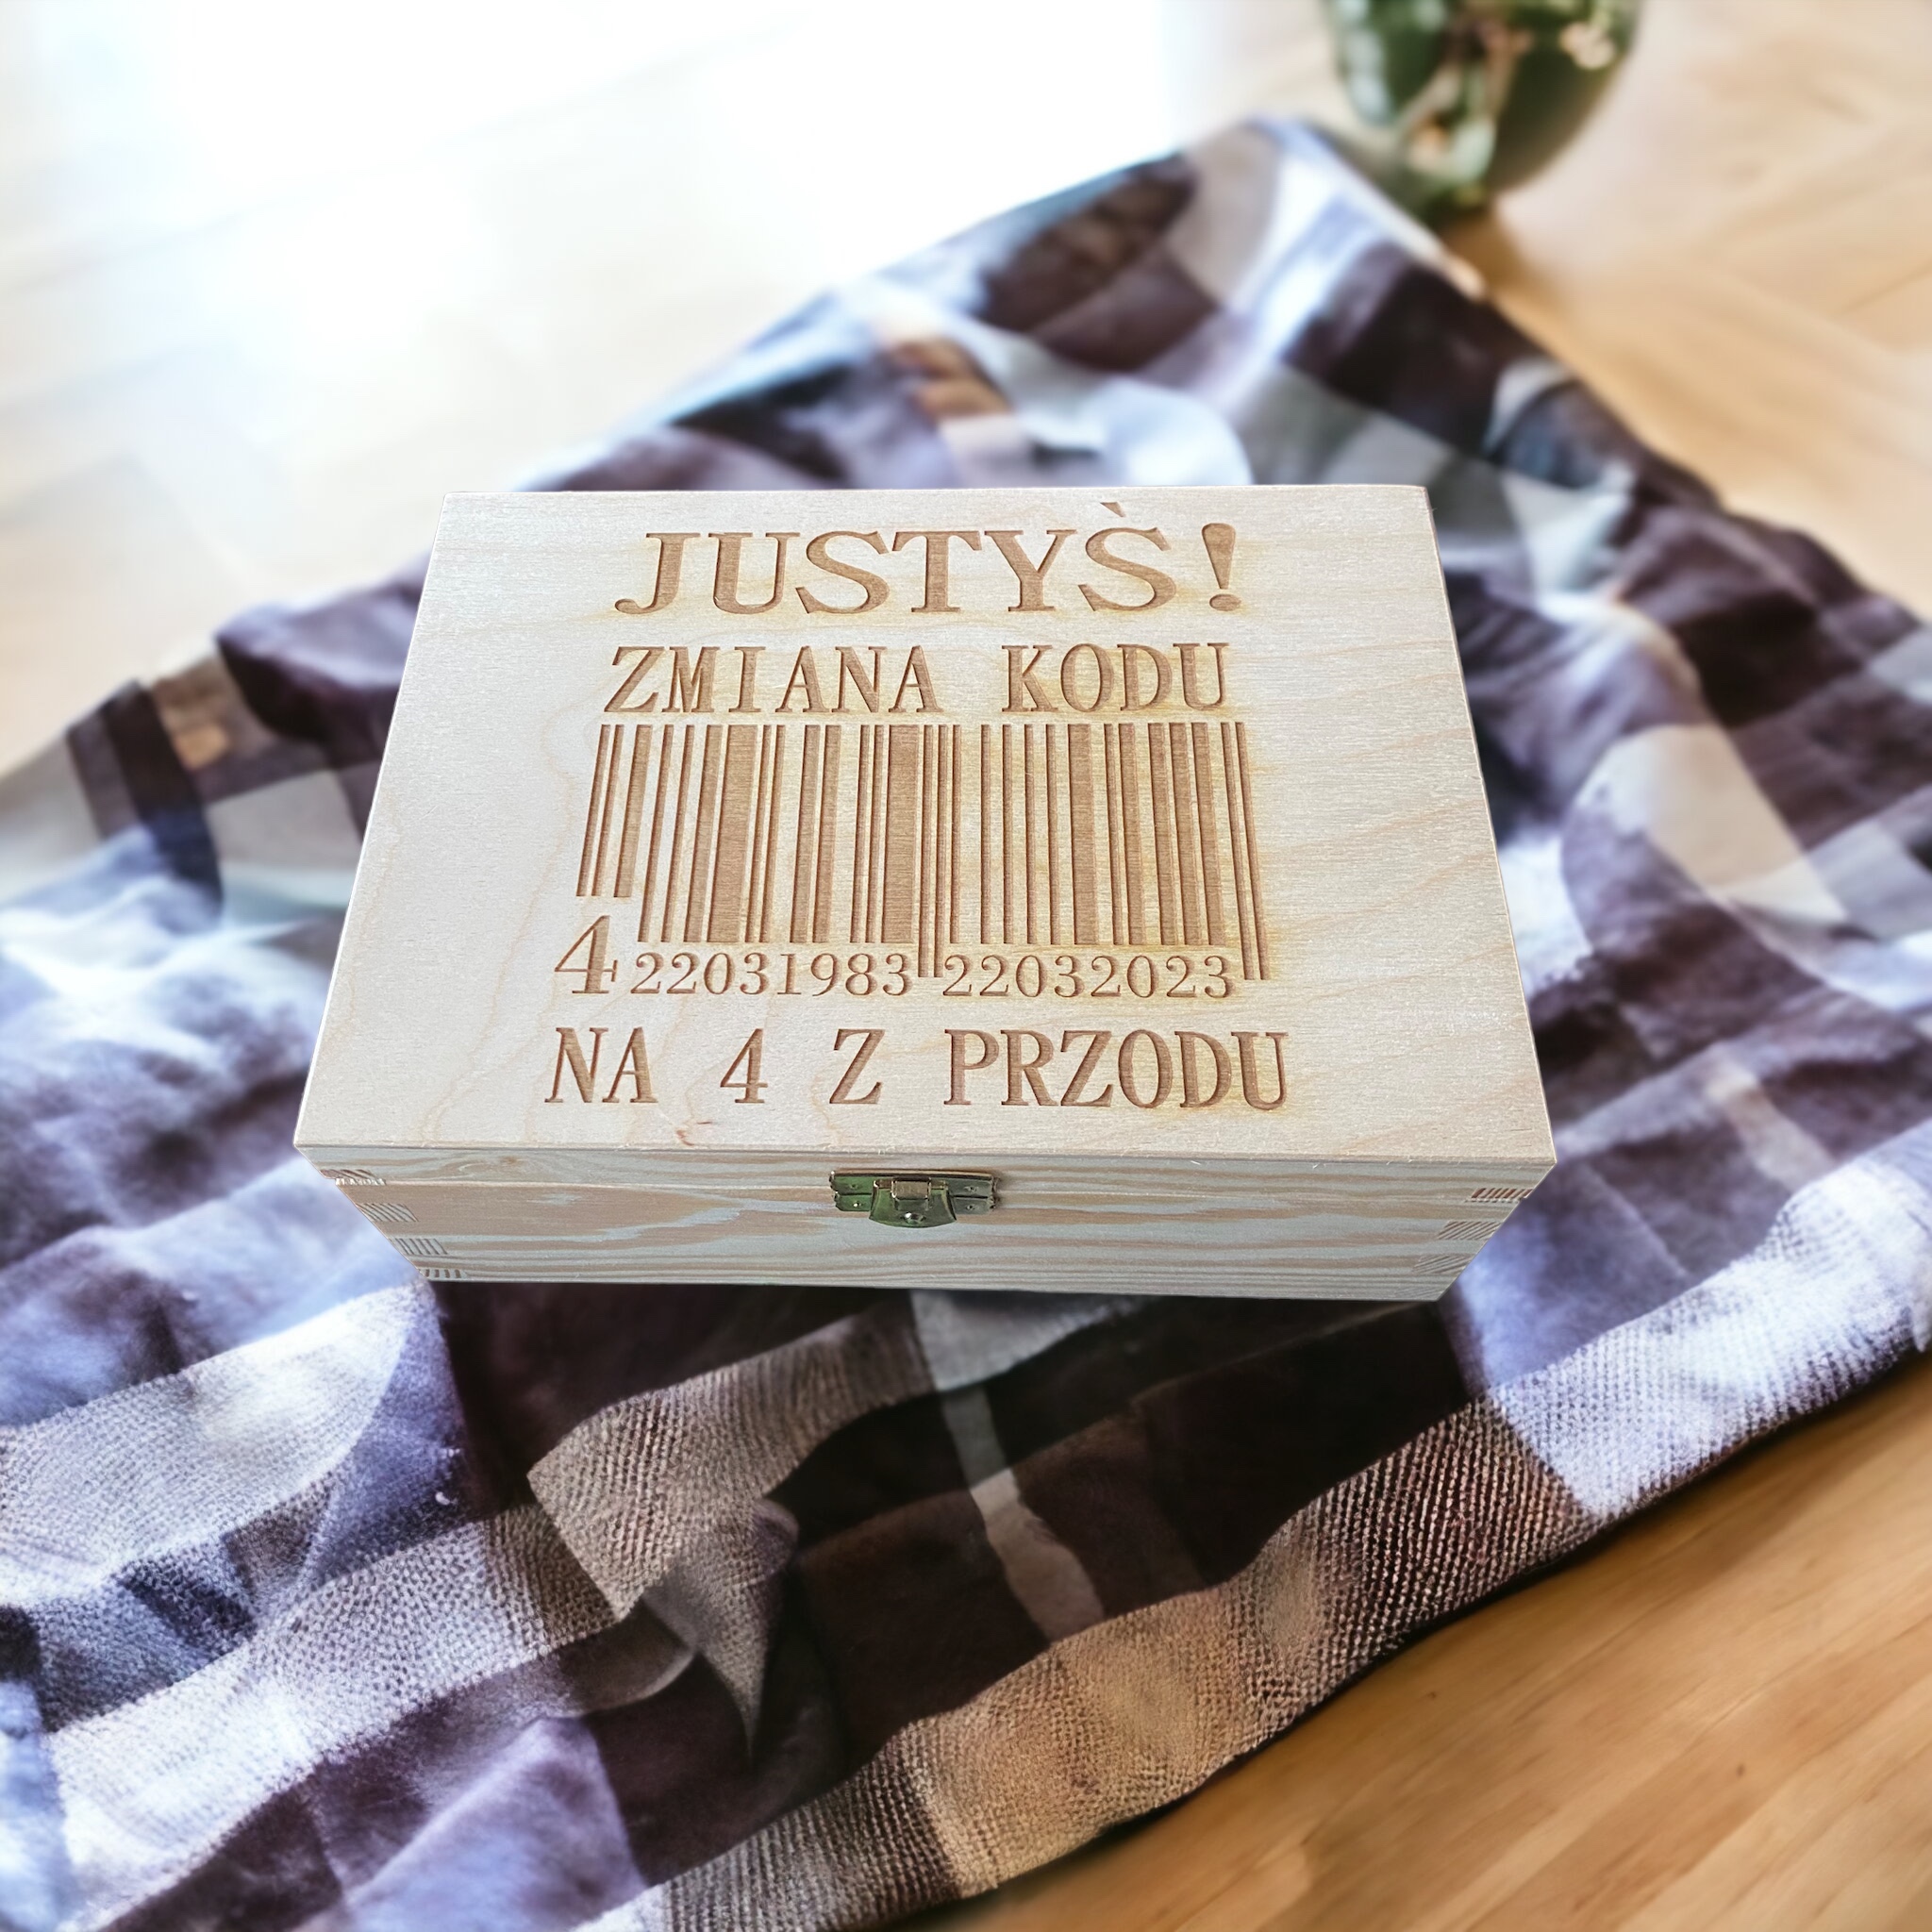 JUSTYŚ!
ZMIANA KODU
4 22031983 22032023
NA 4 Z PRZODU